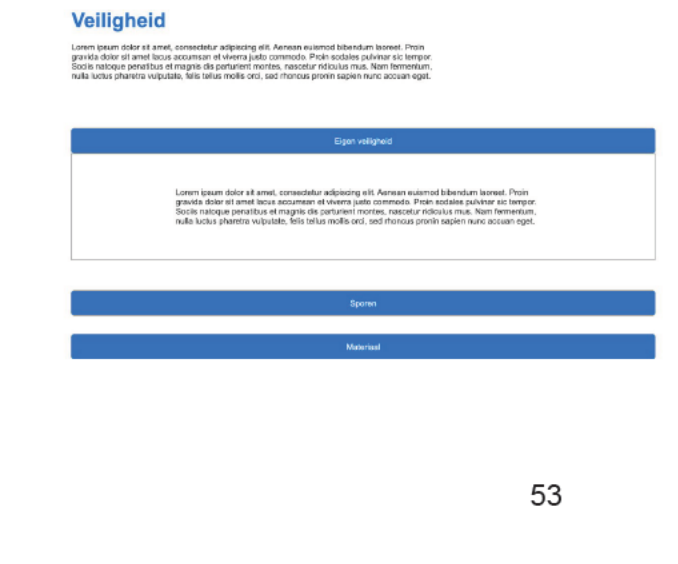 Veiligheid
Lorem ipsum dolor sit amet, consectetur adipiscing elit. Aenean euismod bibendum laoreet. Proin
gravida dolor sit amet lacus accumsan et viverra justo commodo. Proin sodales pulvinar sic tempor.
Sociis natoque penatibus et magnis dis parturient montes, nascetur ridiculus mus. Nam fermentum,
nulla luctus pharetra vulputate, felis tellus mollis orci, sed rhoncus pronin sapien nunc accuan eget.
Eigen veiligheid
Lorem ipsum dolor sit amet, consectetur adipiscing elit. Aenean euismod bibendum laoreet. Proin
gravida dolor sit amet lacus accumsan et viverra justo commodo. Proin sodales pulvinar sic tempor.
Sociis natoque penatibus et magnis dis parturient montes, nascetur ridiculus mus. Nam fermentum,
nulla luctus pharetra vulputate, felis tellus mollis orci, sed rhoncus pronin sapien nunc accuan eget.
Sporen
Materiaal
53